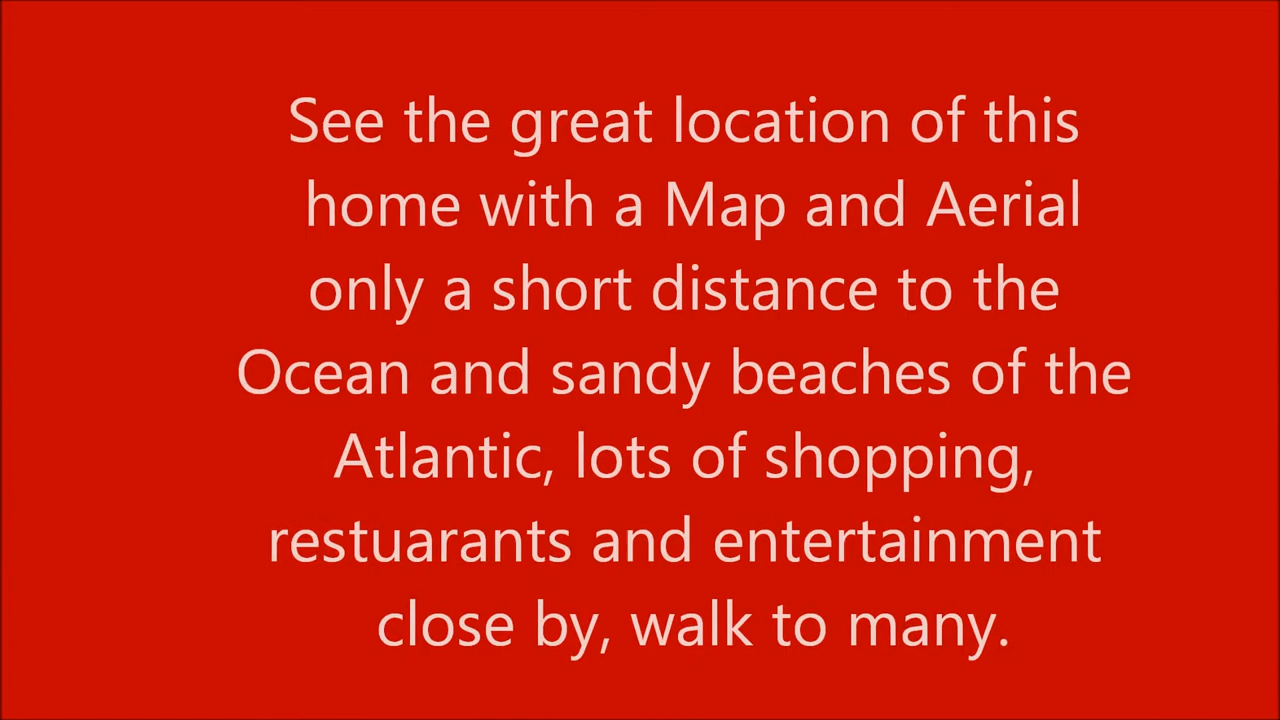 See the great location of this
home with a Map and Aerial
only a short distance to the
Ocean and sandy beaches of the
Atlantic, lots of shopping,
restuarants and entertainment
close by, walk to many.